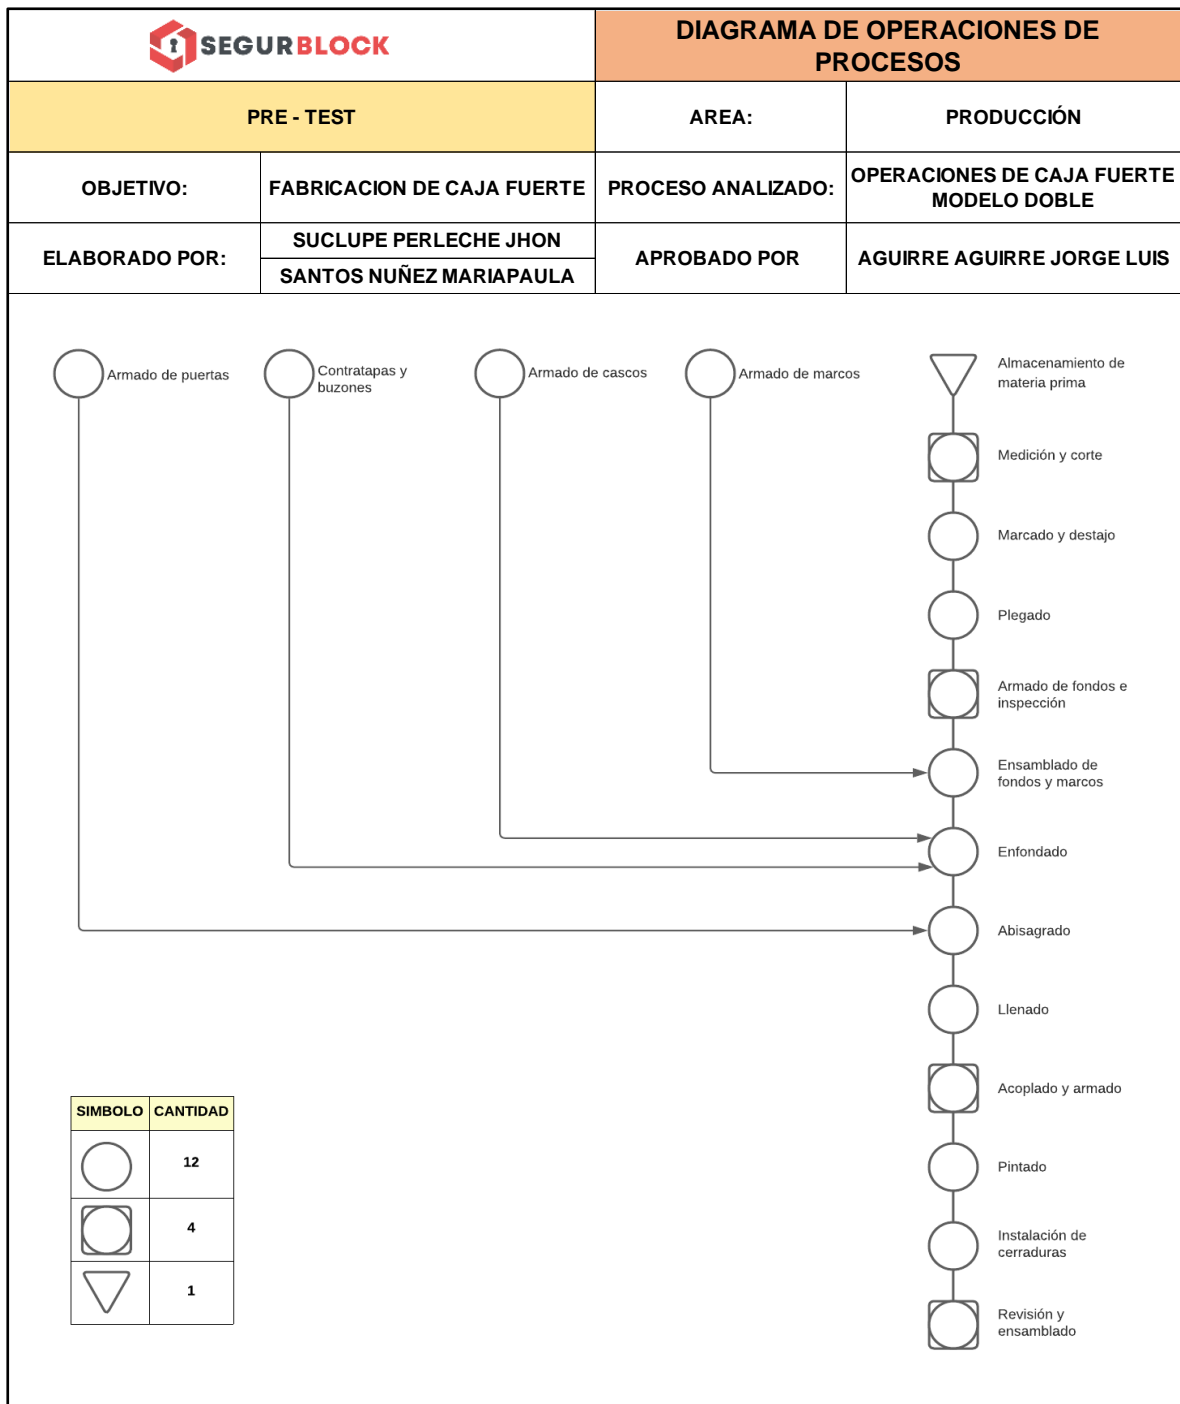 SEGURBLOCK
DIAGRAMA DE OPERACIONES DE
PROCESOS
PRE - TEST
AREA:
PRODUCCIÓN
OBJETIVO:
FABRICACION DE CAJA FUERTE
PROCESO ANALIZADO:
OPERACIONES DE CAJA FUERTE
MODELO DOBLE
ELABORADO POR:
SUCLUPE PERLECHE JHON
SANTOS NUÑEZ MARIAPAULA
APROBADO POR
AGUIRRE AGUIRRE JORGE LUIS
Armado de puertas
Contratapas y
buzones
Armado de cascos
Armado de marcos
Almacenamiento de
materia prima
Medición y corte
Marcado y destajo
Plegado
Armado de fondos e
inspección
Ensamblado de
fondos y marcos
Enfondado
Abisagrado
Llenado
Acoplado y armado
Pintado
Instalación de
cerraduras
Revisión y
ensamblado
SIMBOLO CANTIDAD
12
4
1